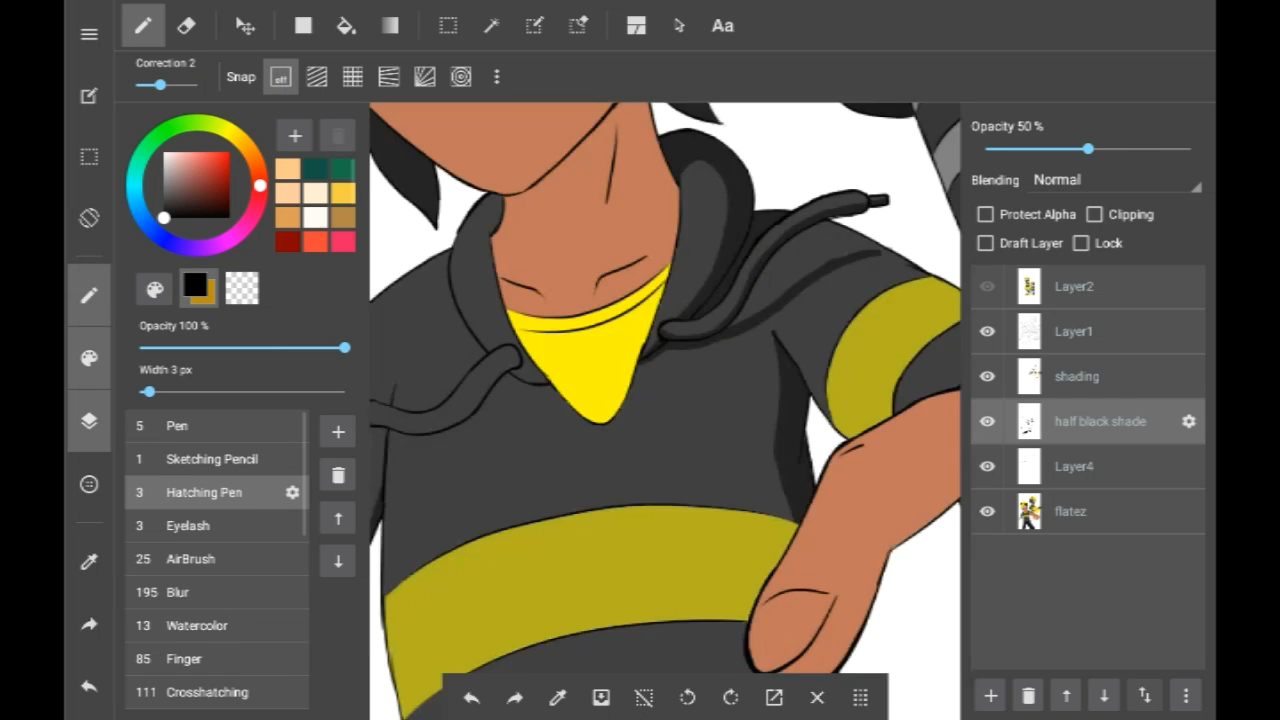 Aa
Correction 2
Snap
off
Opacity 100 %
Width 3 px
5 Pen
1 Sketching Pencil
3 Hatching Pen
3 Eyelash
25 AirBrush
195 Blur
13 Watercolor
85 Finger
111 Crosshatching
Opacity 50 %
Blending Normal
Protect Alpha Clipping
Draft Layer Lock
Layer2
Layer1
shading
half black shade
Layer4
flatez